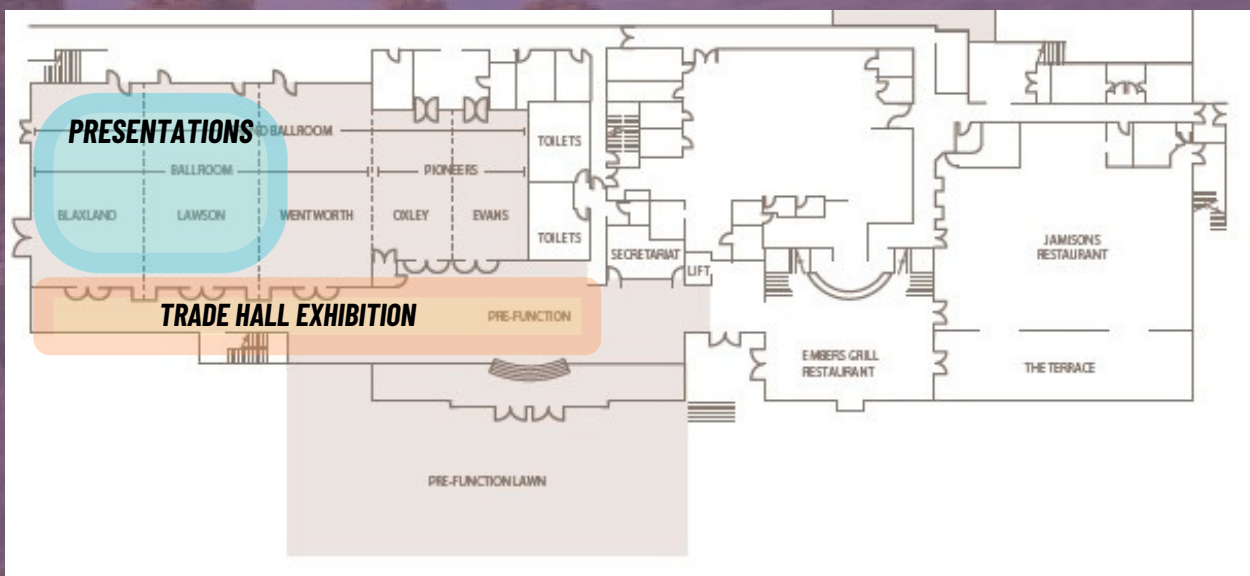 PRESENTATIONS
BALLROOM
TOILETS
BALLROOM
PIONEERS
BLAXLAND
LAWSON
WENTWORTH
OXLEY
EVANS
TOILETS
SECRETARIAT
LIFT
JAMISONS
RESTAURANT
TRADE HALL EXHIBITION
PRE-FUNCTION
EMBERS GRILL
RESTAURANT
THE TERRACE
PRE-FUNCTION LAWN